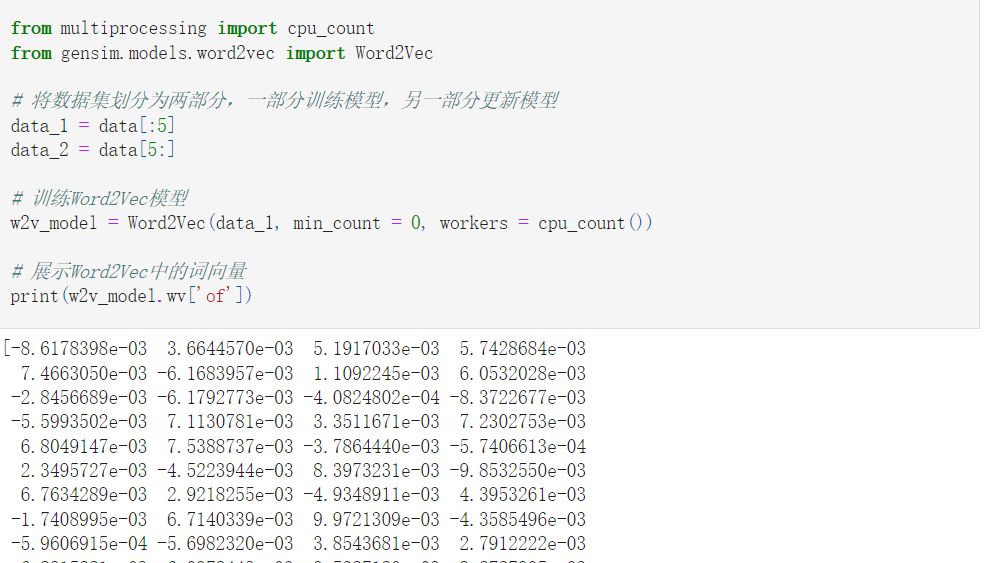 from multiprocessing import cpu_count
from gensim.models.word2vec import Word2Vec
# 将数据集划分为两部分，一部分训练模型，另一部分更新模型
data_1 = data[:5]
data_2 = data[5:]
# 训练Word2Vec模型
w2v_model = Word2Vec(data_1, min_count = 0, workers = cpu_count())
# 展示Word2Vec中的词向量
print(w2v_model.wv['of'])
[-8.6178398e-03 3.6644570e-03 5.1917033e-03 5.7428684e-03
7.4663050e-03 -6.1683957e-03 1.1092245e-03 6.0532028e-03
-2.8456689e-03 -6.1792773e-03 -4.0824802e-04 -8.3722677e-03
-5.5993502e-03 7.1130781e-03 3.3511671e-03 7.2302753e-03
6.8049147e-03 7.5388737e-03 -3.7864440e-03 -5.7406613e-04
2.3495727e-03 -4.5223944e-03 8.3973231e-03 -9.8532550e-03
6.7634289e-03 2.9218255e-03 -4.9348911e-03 4.3953261e-03
-1.7408995e-03 6.7140339e-03 9.9721309e-03 -4.3585496e-03
-5.9606915e-04 -5.6982320e-03 3.8543681e-03 2.7912222e-03